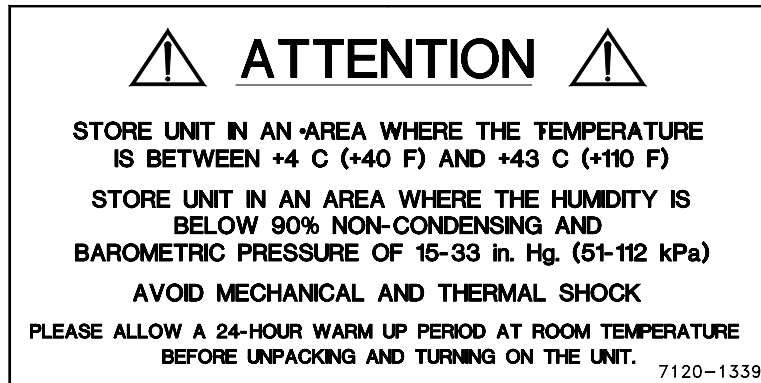 ATTENTION
STORE UNIT IN AN •AREA WHERE THE TEMPERATURE
IS BETWEEN +4 C (+40 F) AND +43 C (+110 F)
STORE UNIT IN AN AREA WHERE THE HUMIDITY IS
BELOW 90% NON-CONDENSING AND
BAROMETRIC PRESSURE OF 15-33 in. Hg. (51-112 kPa)
AVOID MECHANICAL AND THERMAL SHOCK
PLEASE ALLOW A 24-HOUR WARM UP PERIOD AT ROOM TEMPERATURE
BEFORE UNPACKING AND TURNING ON THE UNIT.
7120-1339